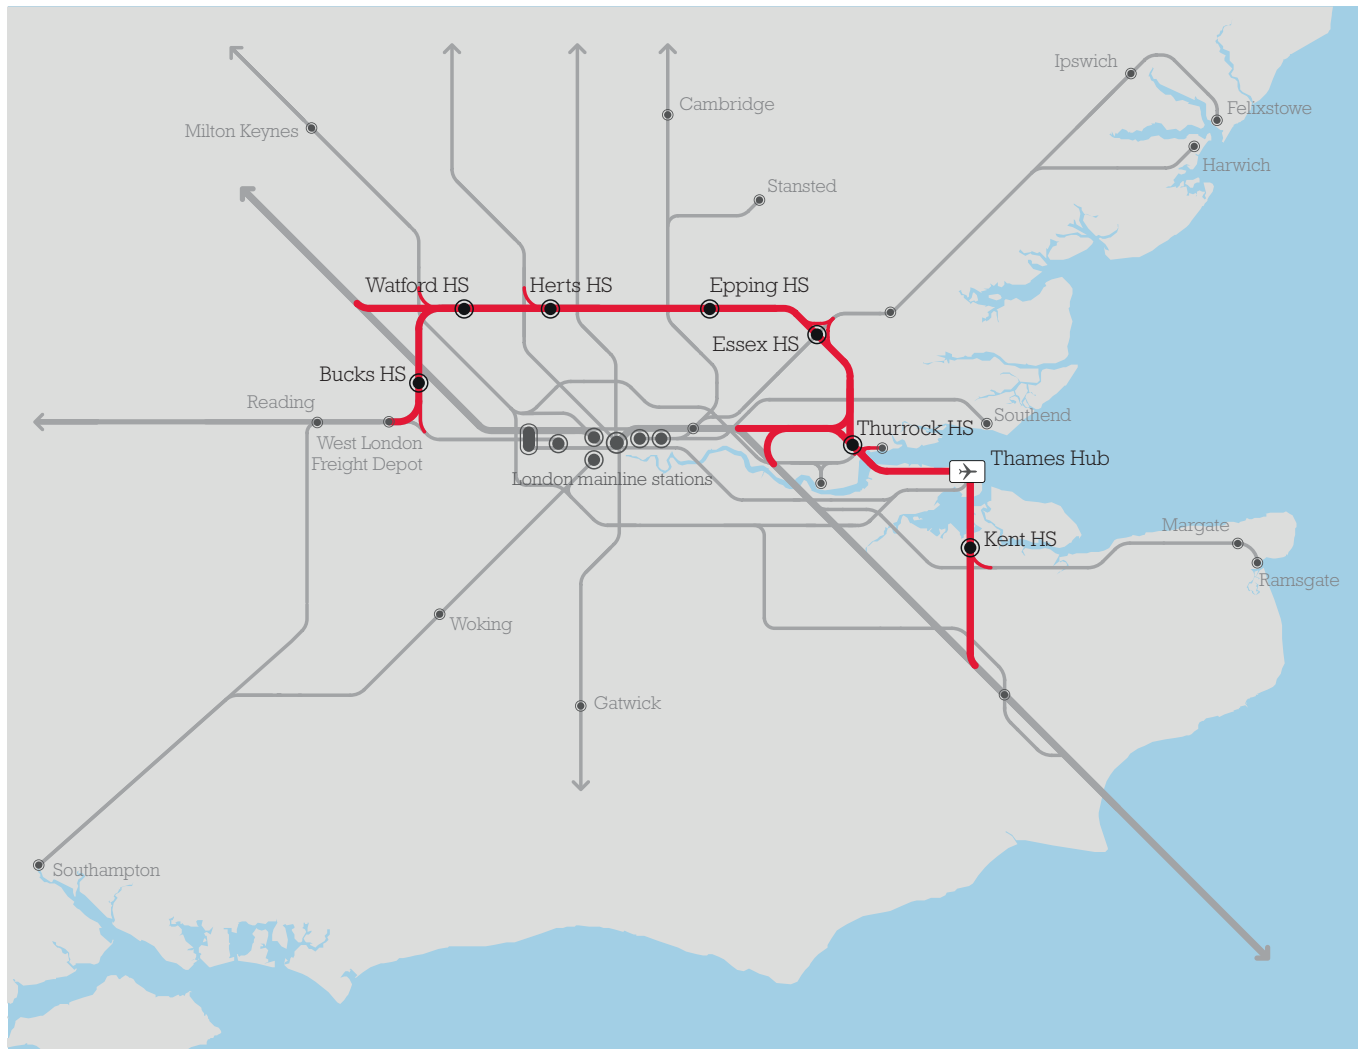 Ipswich
Cambridge
Felixstowe
Milton Keynes
Harwich
Stansted
Watford HS
Herts HS
Epping HS
Essex HS
Bucks HS
Reading
Southend
Thurrock HS
West London
Freight Depot
Thames Hub
London mainline stations
Margate
Kent HS
Ramsgate
Woking
Gatwick
Southampton